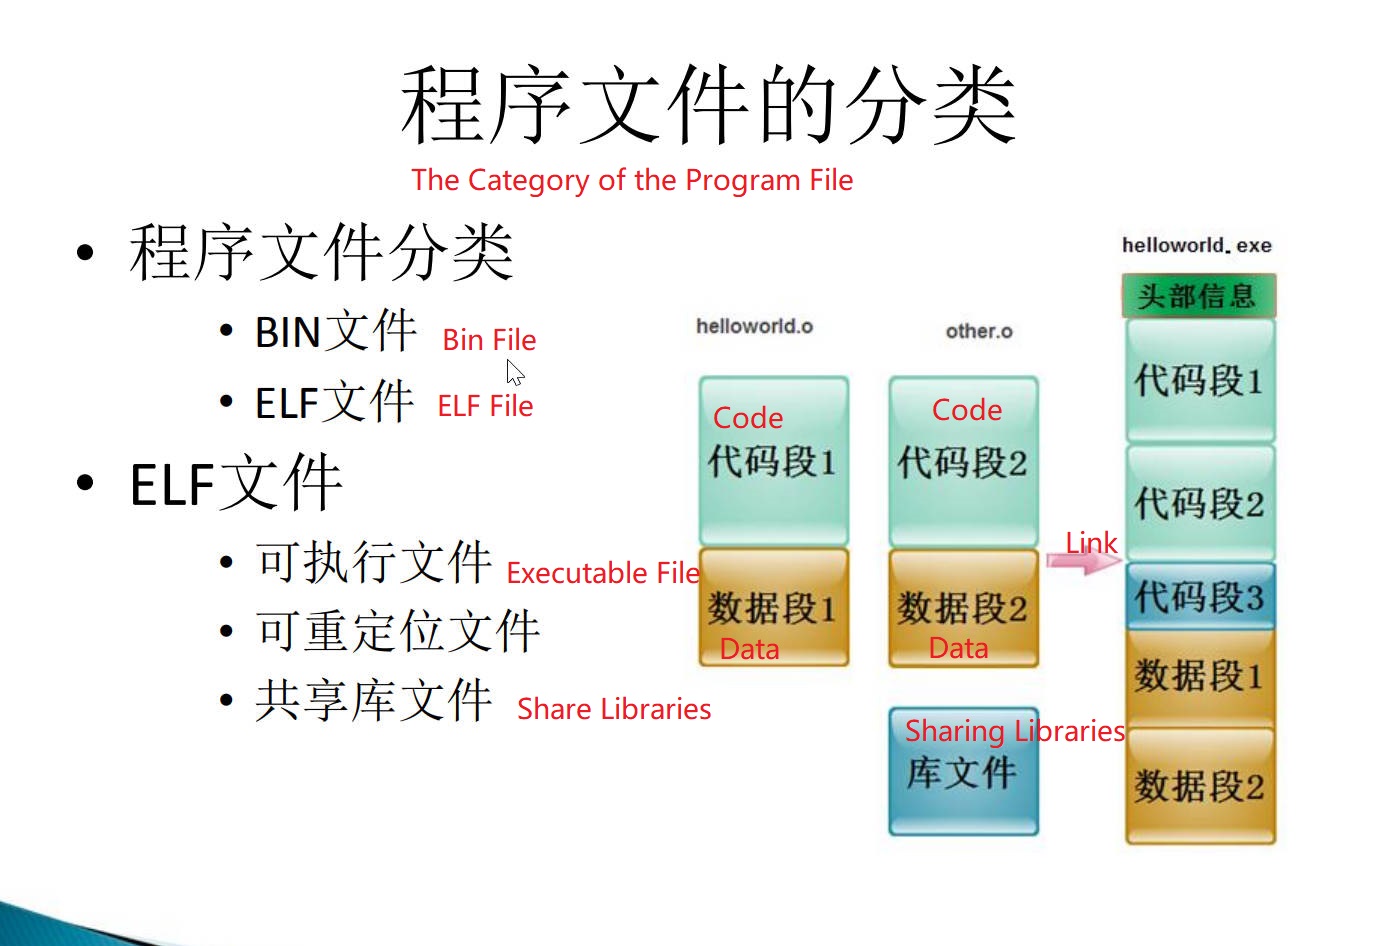 程序文件的分类
The Category of the Program File
• 程序文件分类
• BIN文件 Bin File
• ELF文件 ELF File
• ELF文件
• 可执行文件 Executable File
• 可重定位文件
• 共享库文件 Share Libraries
helloworld.o
Code
代码段1
数据段1
Data
other.o
Code
代码段2
数据段2
Data
Sharing Libraries
库文件
Link
helloworld.exe
头部信息
代码段1
代码段2
代码段3
数据段1
数据段2